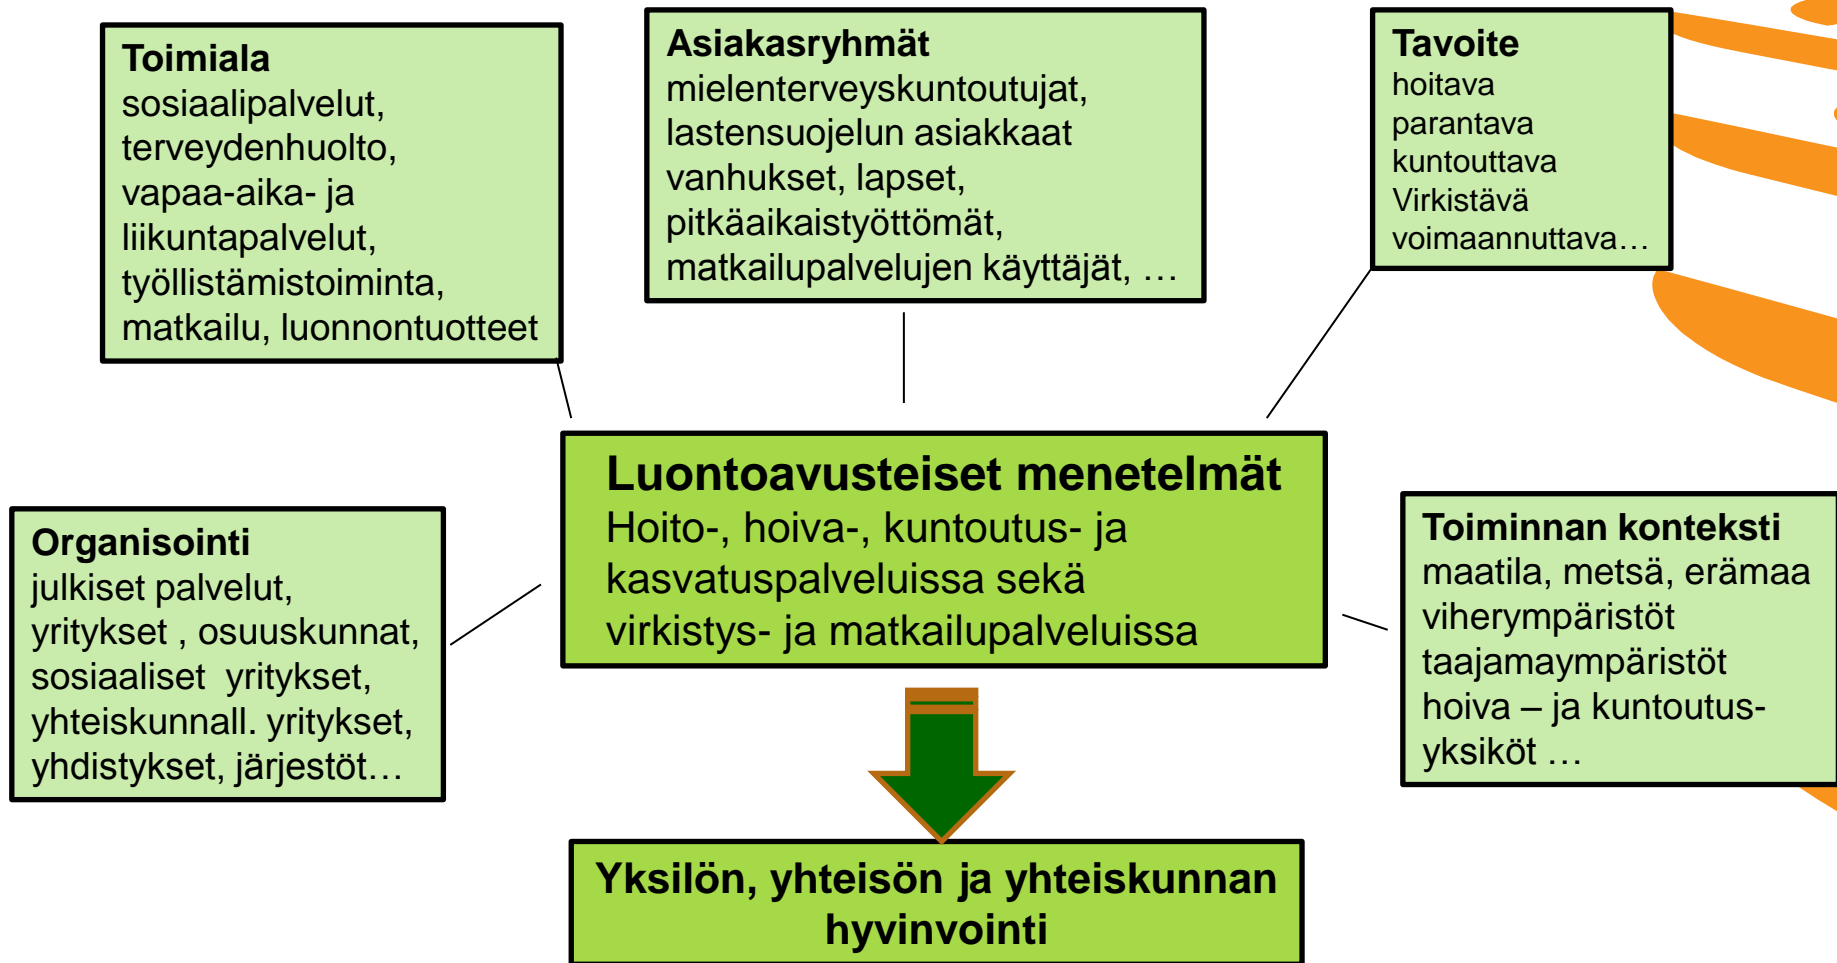 Toimiala
sosiaalipalvelut,
terveydenhuolto,
vapaa-aika- ja
liikuntapalvelut,
työllistämistoiminta,
matkailu, luonnontuotteet
Asiakasryhmät
mielenterveyskuntoutujat,
lastensuojelun asiakkaat
vanhukset, lapset,
pitkäaikaistyöttömät,
matkailupalvelujen käyttäjät, …
Tavoite
hoitava
parantava
kuntouttava
Virkistävä
voimaannuttava…
Luontoavusteiset menetelmät
Hoito-, hoiva-, kuntoutus- ja
kasvatuspalveluissa sekä
virkistys- ja matkailupalveluissa
Organisointi
julkiset palvelut,
yritykset , osuuskunnat,
sosiaaliset yritykset,
yhteiskunnall. yritykset,
yhdistykset, järjestöt…
Toiminnan konteksti
maatila, metsä, erämaa
viherympäristöt
taajamaympäristöt
hoiva – ja kuntoutus-
yksiköt …
Yksilön, yhteisön ja yhteiskunnan
hyvinvointi